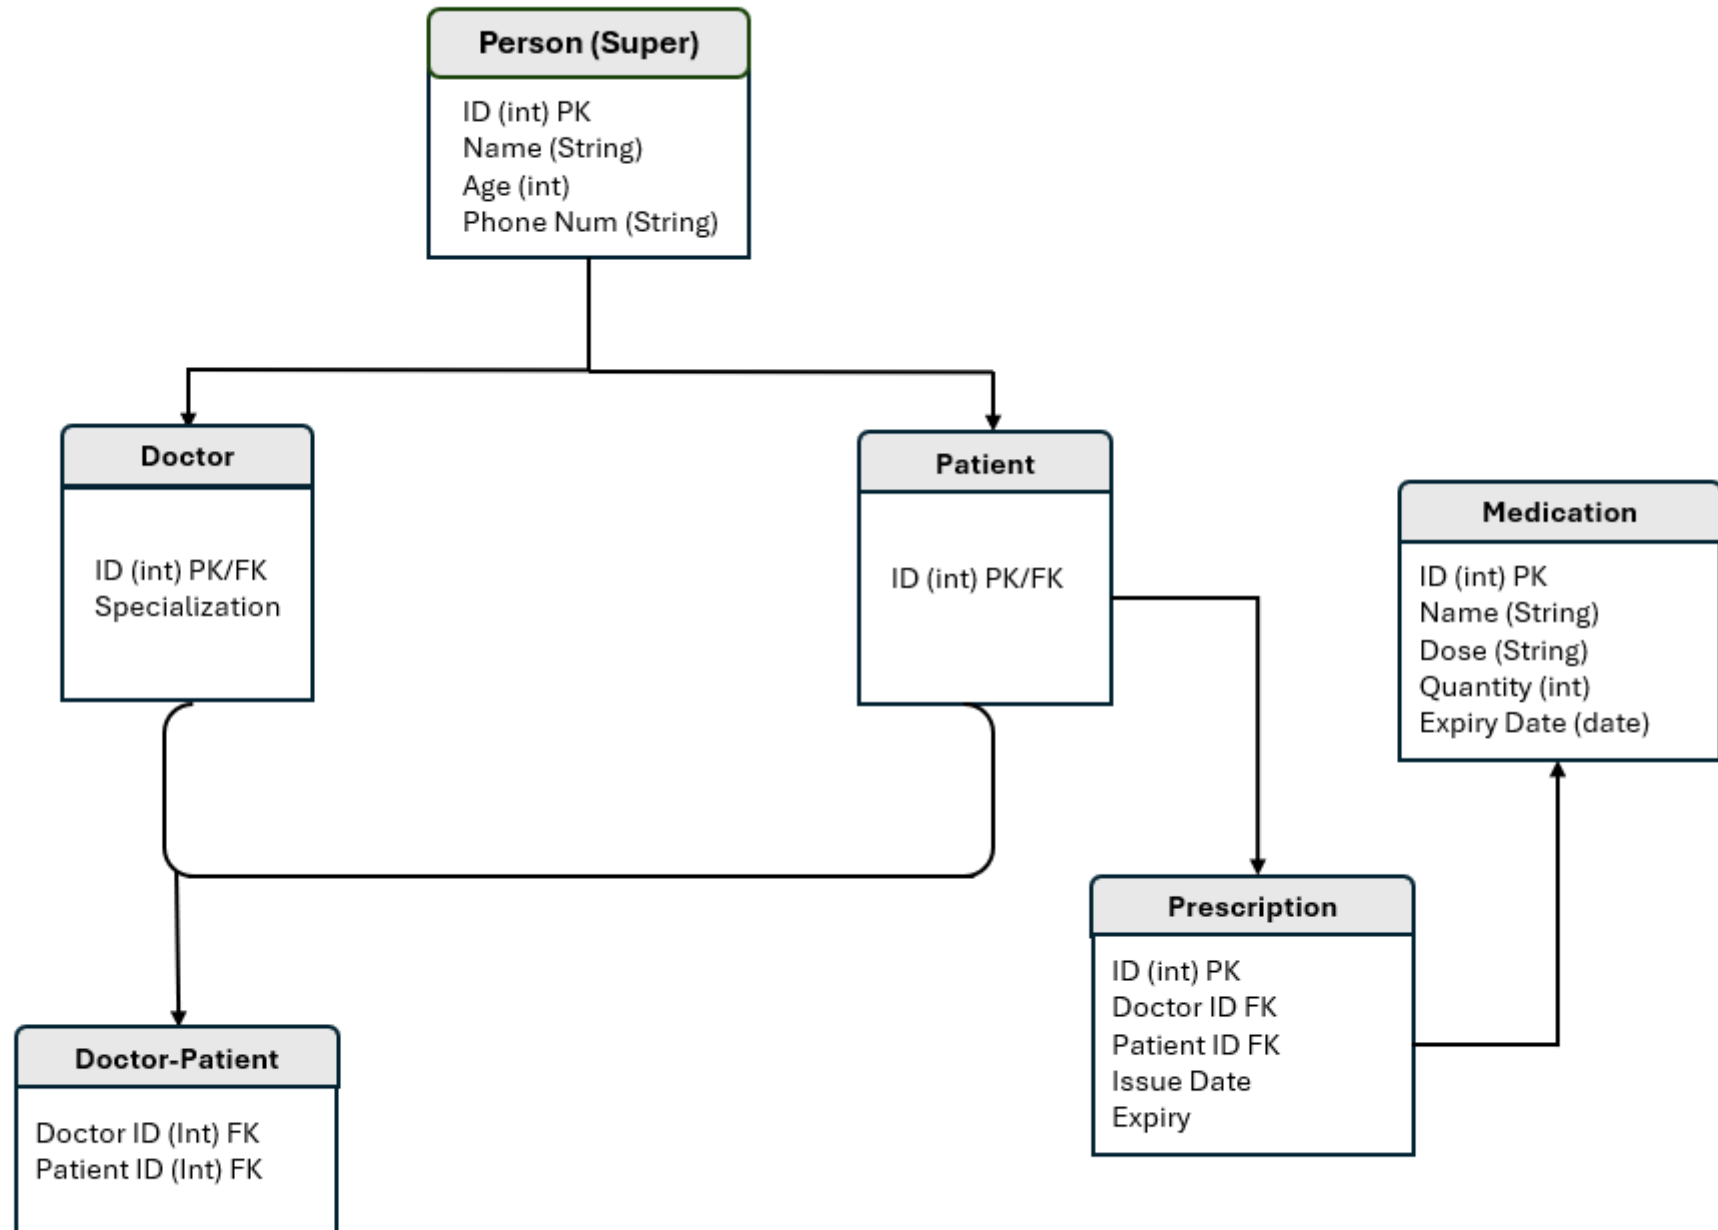 Person (Super)
ID (int) PK
Name (String)
Age (int)
Phone Num (String)
Doctor
ID (int) PK/FK
Specialization
Patient
ID (int) PK/FK
Medication
ID (int) PK
Name (String)
Dose (String)
Quantity (int)
Expiry Date (date)
Prescription
ID (int) PK
Doctor ID FK
Patient ID FK
Issue Date
Expiry
Doctor-Patient
Doctor ID (Int) FK
Patient ID (Int) FK